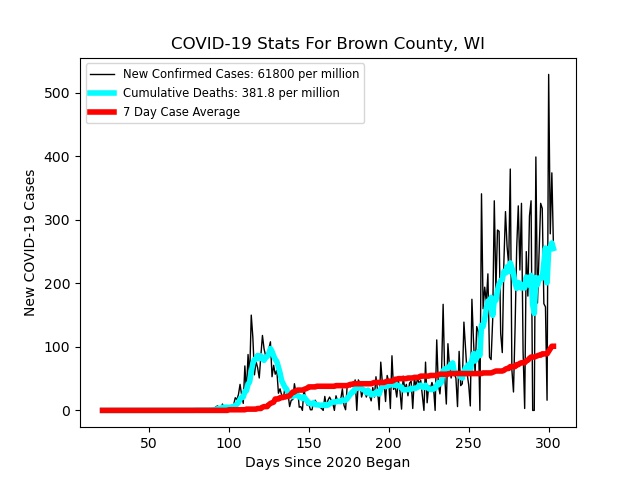 COVID-19 Stats For Brown County, WI
New Confirmed Cases: 61800 per million
Cumulative Deaths: 381.8 per million
7 Day Case Average
New COVID-19 Cases
500
400
300
200
100
0
50 100 150 200 250 300
Days Since 2020 Began